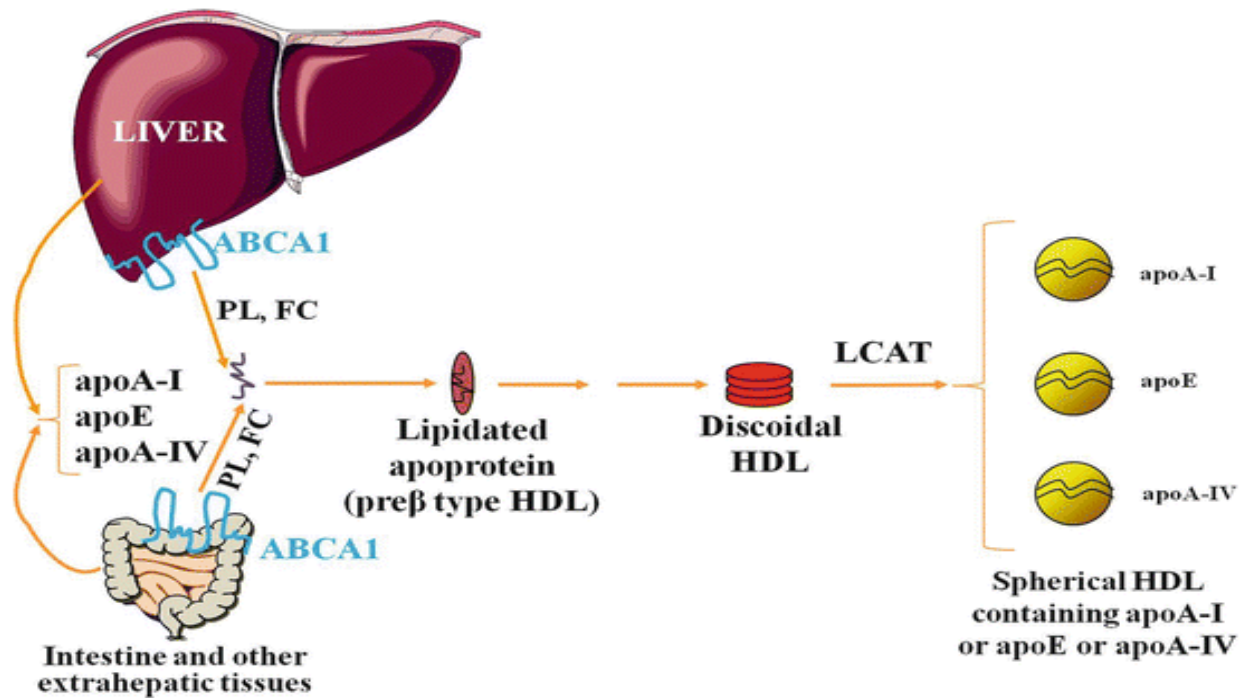 LIVER
ABCA1
PL, FC
apoA-I
apoE
apoA-IV
PL, FC
ABCA1
Intestine and other
extrahepatic tissues
Lipidated
apoprotein
(preβ type HDL)
Discoidal
HDL
LCAT
apoA-I
apoE
apoA-IV
Spherical HDL
containing apoA-I
or apoE or apoA-IV